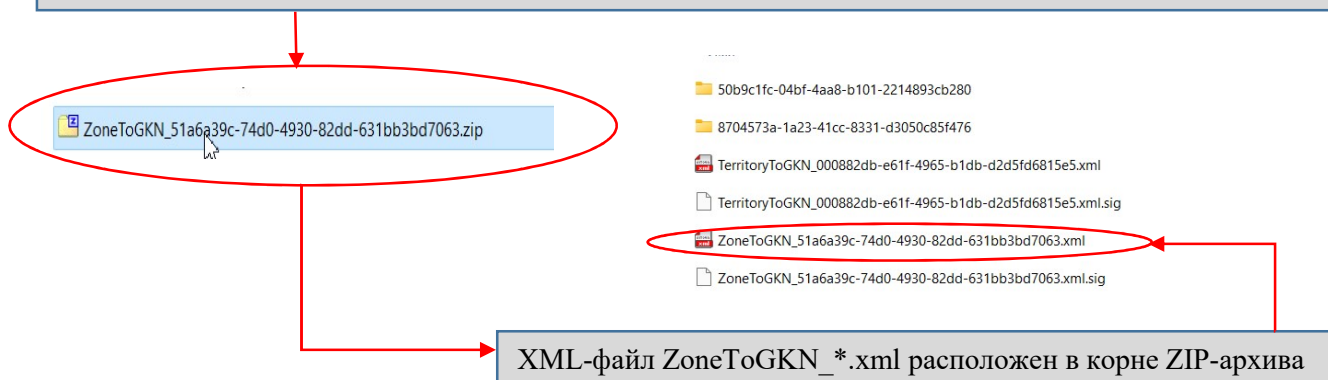 ZoneToGKN_51a6a39c-74d0-4930-82dd-631bb3bd7063.zip
50b9c1fc-04bf-4aa8-b101-2214893cb280
8704573a-1a23-41cc-8331-d3050c85f476
TerritoryToGKN_000882db-e61f-4965-b1db-d2d5fd6815e5.xml
TerritoryToGKN_000882db-e61f-4965-b1db-d2d5fd6815e5.xml.sig
ZoneToGKN_51a6a39c-74d0-4930-82dd-631bb3bd7063.xml
ZoneToGKN_51a6a39c-74d0-4930-82dd-631bb3bd7063.xml.sig
XML-файл ZoneToGKN_*.xml расположен в корне ZIP-архива